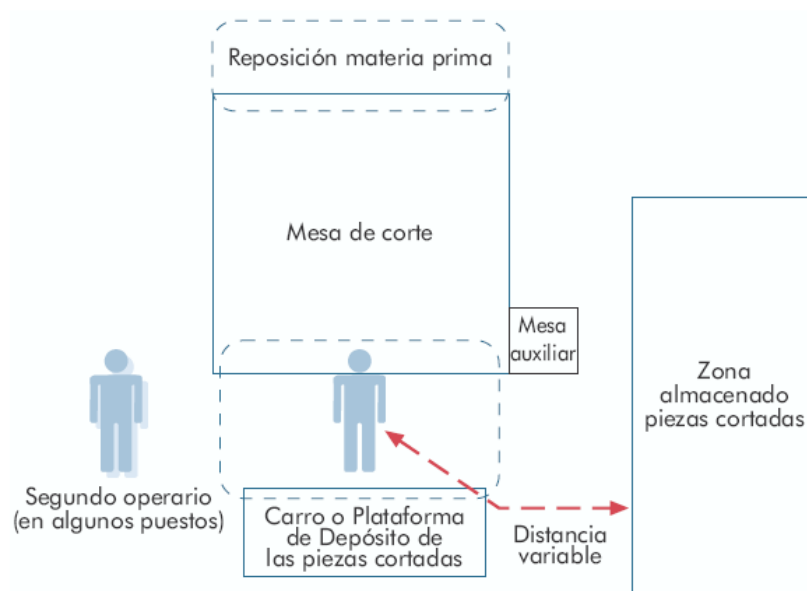 Reposición materia prima
Mesa de corte
Mesa
auxiliar
Zona
almacenado
piezas cortadas
Segundo operario
(en algunos puestos)
Carro o Plataforma
de Depósito de
las piezas cortadas
Distancia
variable